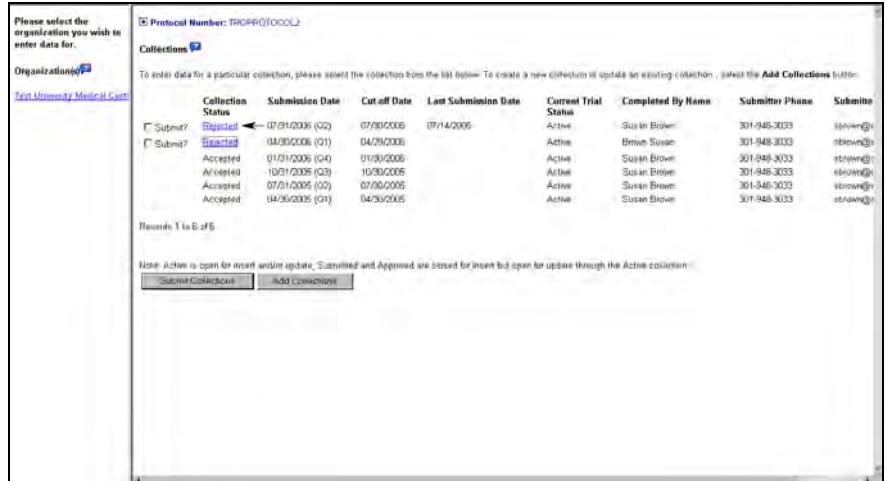 Please select the
organization you wish to
enter data for.
Organization(s)
Test University Medical Cent
Protocol Number:
Collections
To enter data for a particular collection, please select the collection from the list below. To create a new collection or update an existing collection, select the Add Collections button.
Collection Status Submission Date Cut off Date Last Submission Date Current Trial Status Completed By Name Submitter Phone Submitte
Submit? Rejected 07/31/2006 (Q2) 07/30/2006 07/14/2006 Active Susan Brown 301-948-3033
Submit? Rejected 04/30/2006 (Q1) 04/29/2006 Active Brown Susan 301-948-3033
Accepted 01/31/2006 (Q4) 01/30/2006 Active Susan Brown 301-948-3033
Accepted 10/31/2005 (Q3) 10/30/2005 Active Susan Brown 301-948-3033
Accepted 07/31/2005 (Q2) 07/30/2005 Active Susan Brown 301-948-3033
Accepted 04/30/2005 (Q1) 04/30/2005 Active Susan Brown 301-948-3033
Records 1 to 6 of 6
Note: Active is open for insert and/or update, Submitted and Approved are closed for insert but open for update through the Active collection.
Submit Collections Add Collections